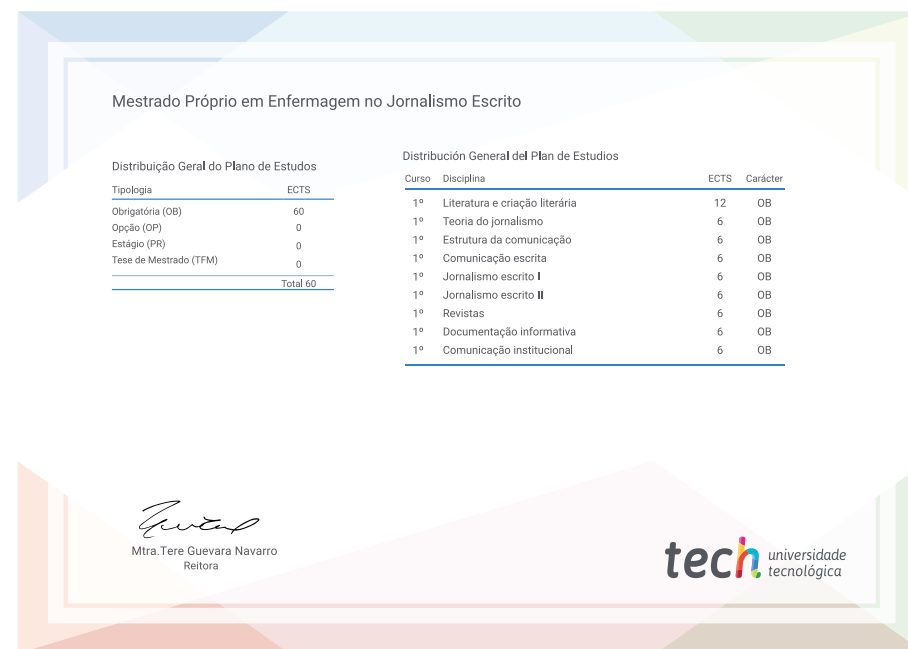 Mestrado Próprio em Enfermagem no Jornalismo Escrito
Distribuição Geral do Plano de Estudos
Tipologia ECTS
Obrigatória (OB) 60
Opção (OP) 0
Estágio (PR) 0
Tese de Mestrado (TFM) 0
Total 60
Distribución General del Plan de Estudios
Curso Disciplina ECTS Carácter
1º Literatura e criação literária 12 OB
1º Teoria do jornalismo 6 OB
1º Estrutura da comunicação 6 OB
1º Comunicação escrita 6 OB
1º Jornalismo escrito I 6 OB
1º Jornalismo escrito II 6 OB
1º Revistas 6 OB
1º Documentação informativa 6 OB
1º Comunicação institucional 6 OB
Mtra.Tere Guevara Navarro
Reitora
tech universidade
tecnológica